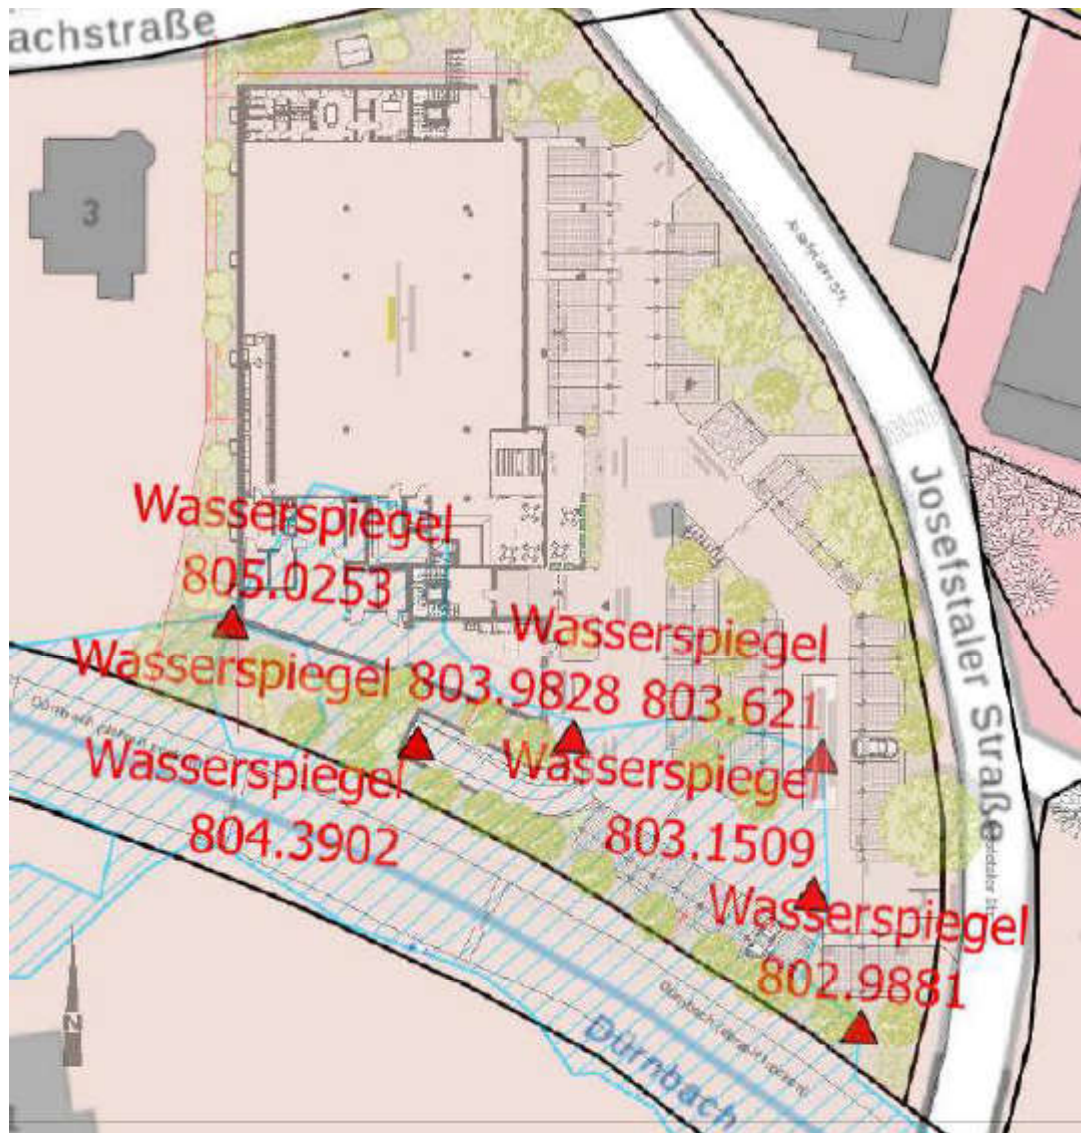 achstraße
3
Josefstaler Straße
Wasserspiegel
805.0253
Wasserspiegel
Wasserspiegel 803.9828 803.621
Wasserspiegel
Wasserspiegel
804.3902
803.1509
Wasserspiegel
802.9881
Dürnbach
N